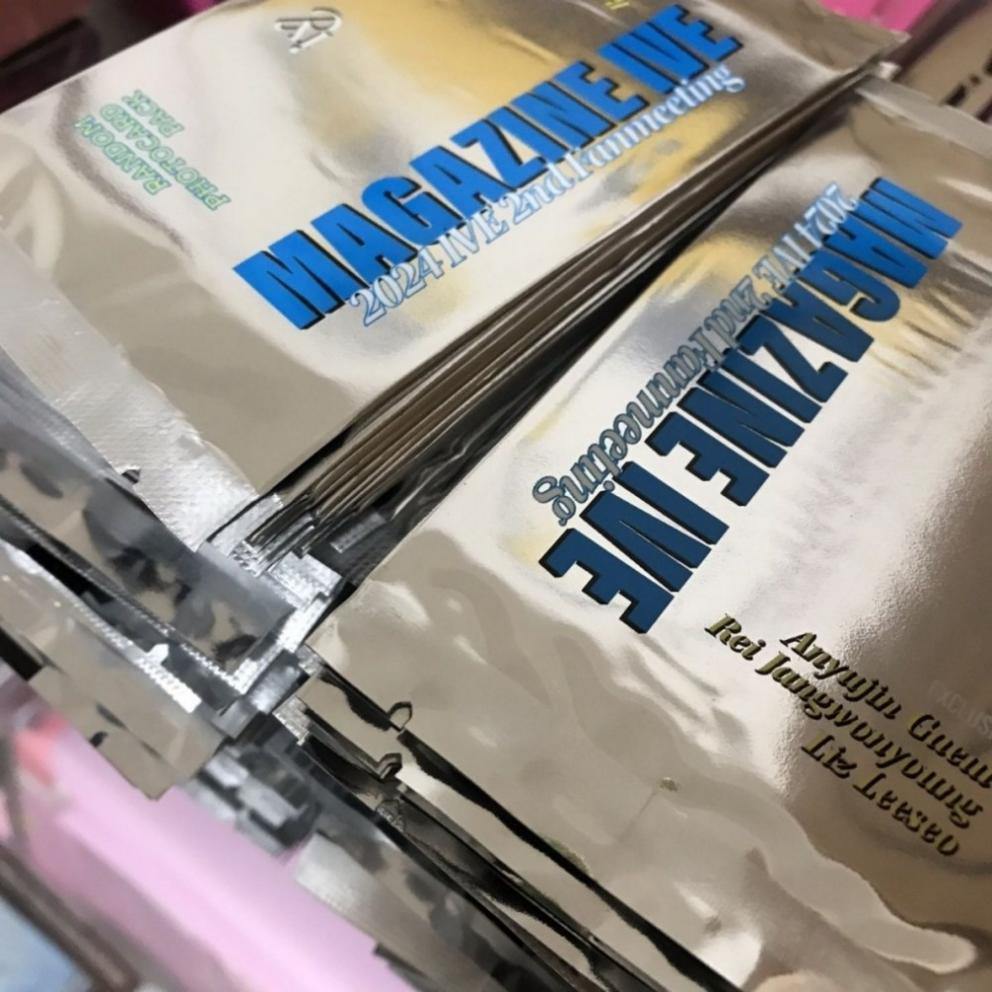 MAGAZINE IVE
2024 IVE 2nd Fanmeeting
RANDOM
PHOTOCARD
PACK
MAGAZINE IVE
2024 IVE 2nd Fanmeeting
Anyujin Gaeul
Rei Jangwonyoung
Liz Leeseo